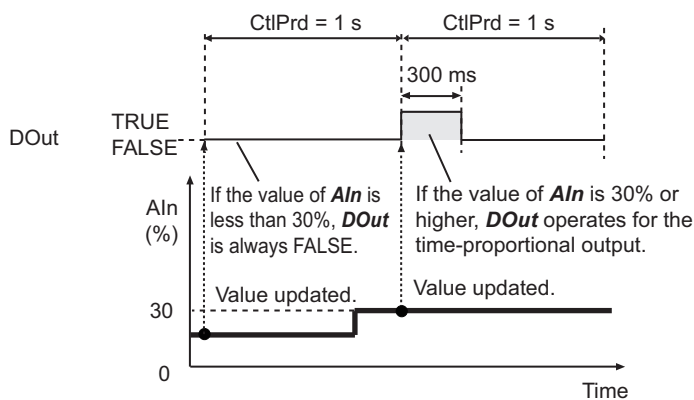 CtlPrd = 1 s CtlPrd = 1 s
300 ms
DOut
TRUE
FALSE
If the value of AIn is
less than 30%, DOut
is always FALSE.
If the value of AIn is 30% or
higher, DOut operates for the
time-proportional output.
AIn
(%)
Value updated. Value updated.
30
0
Time